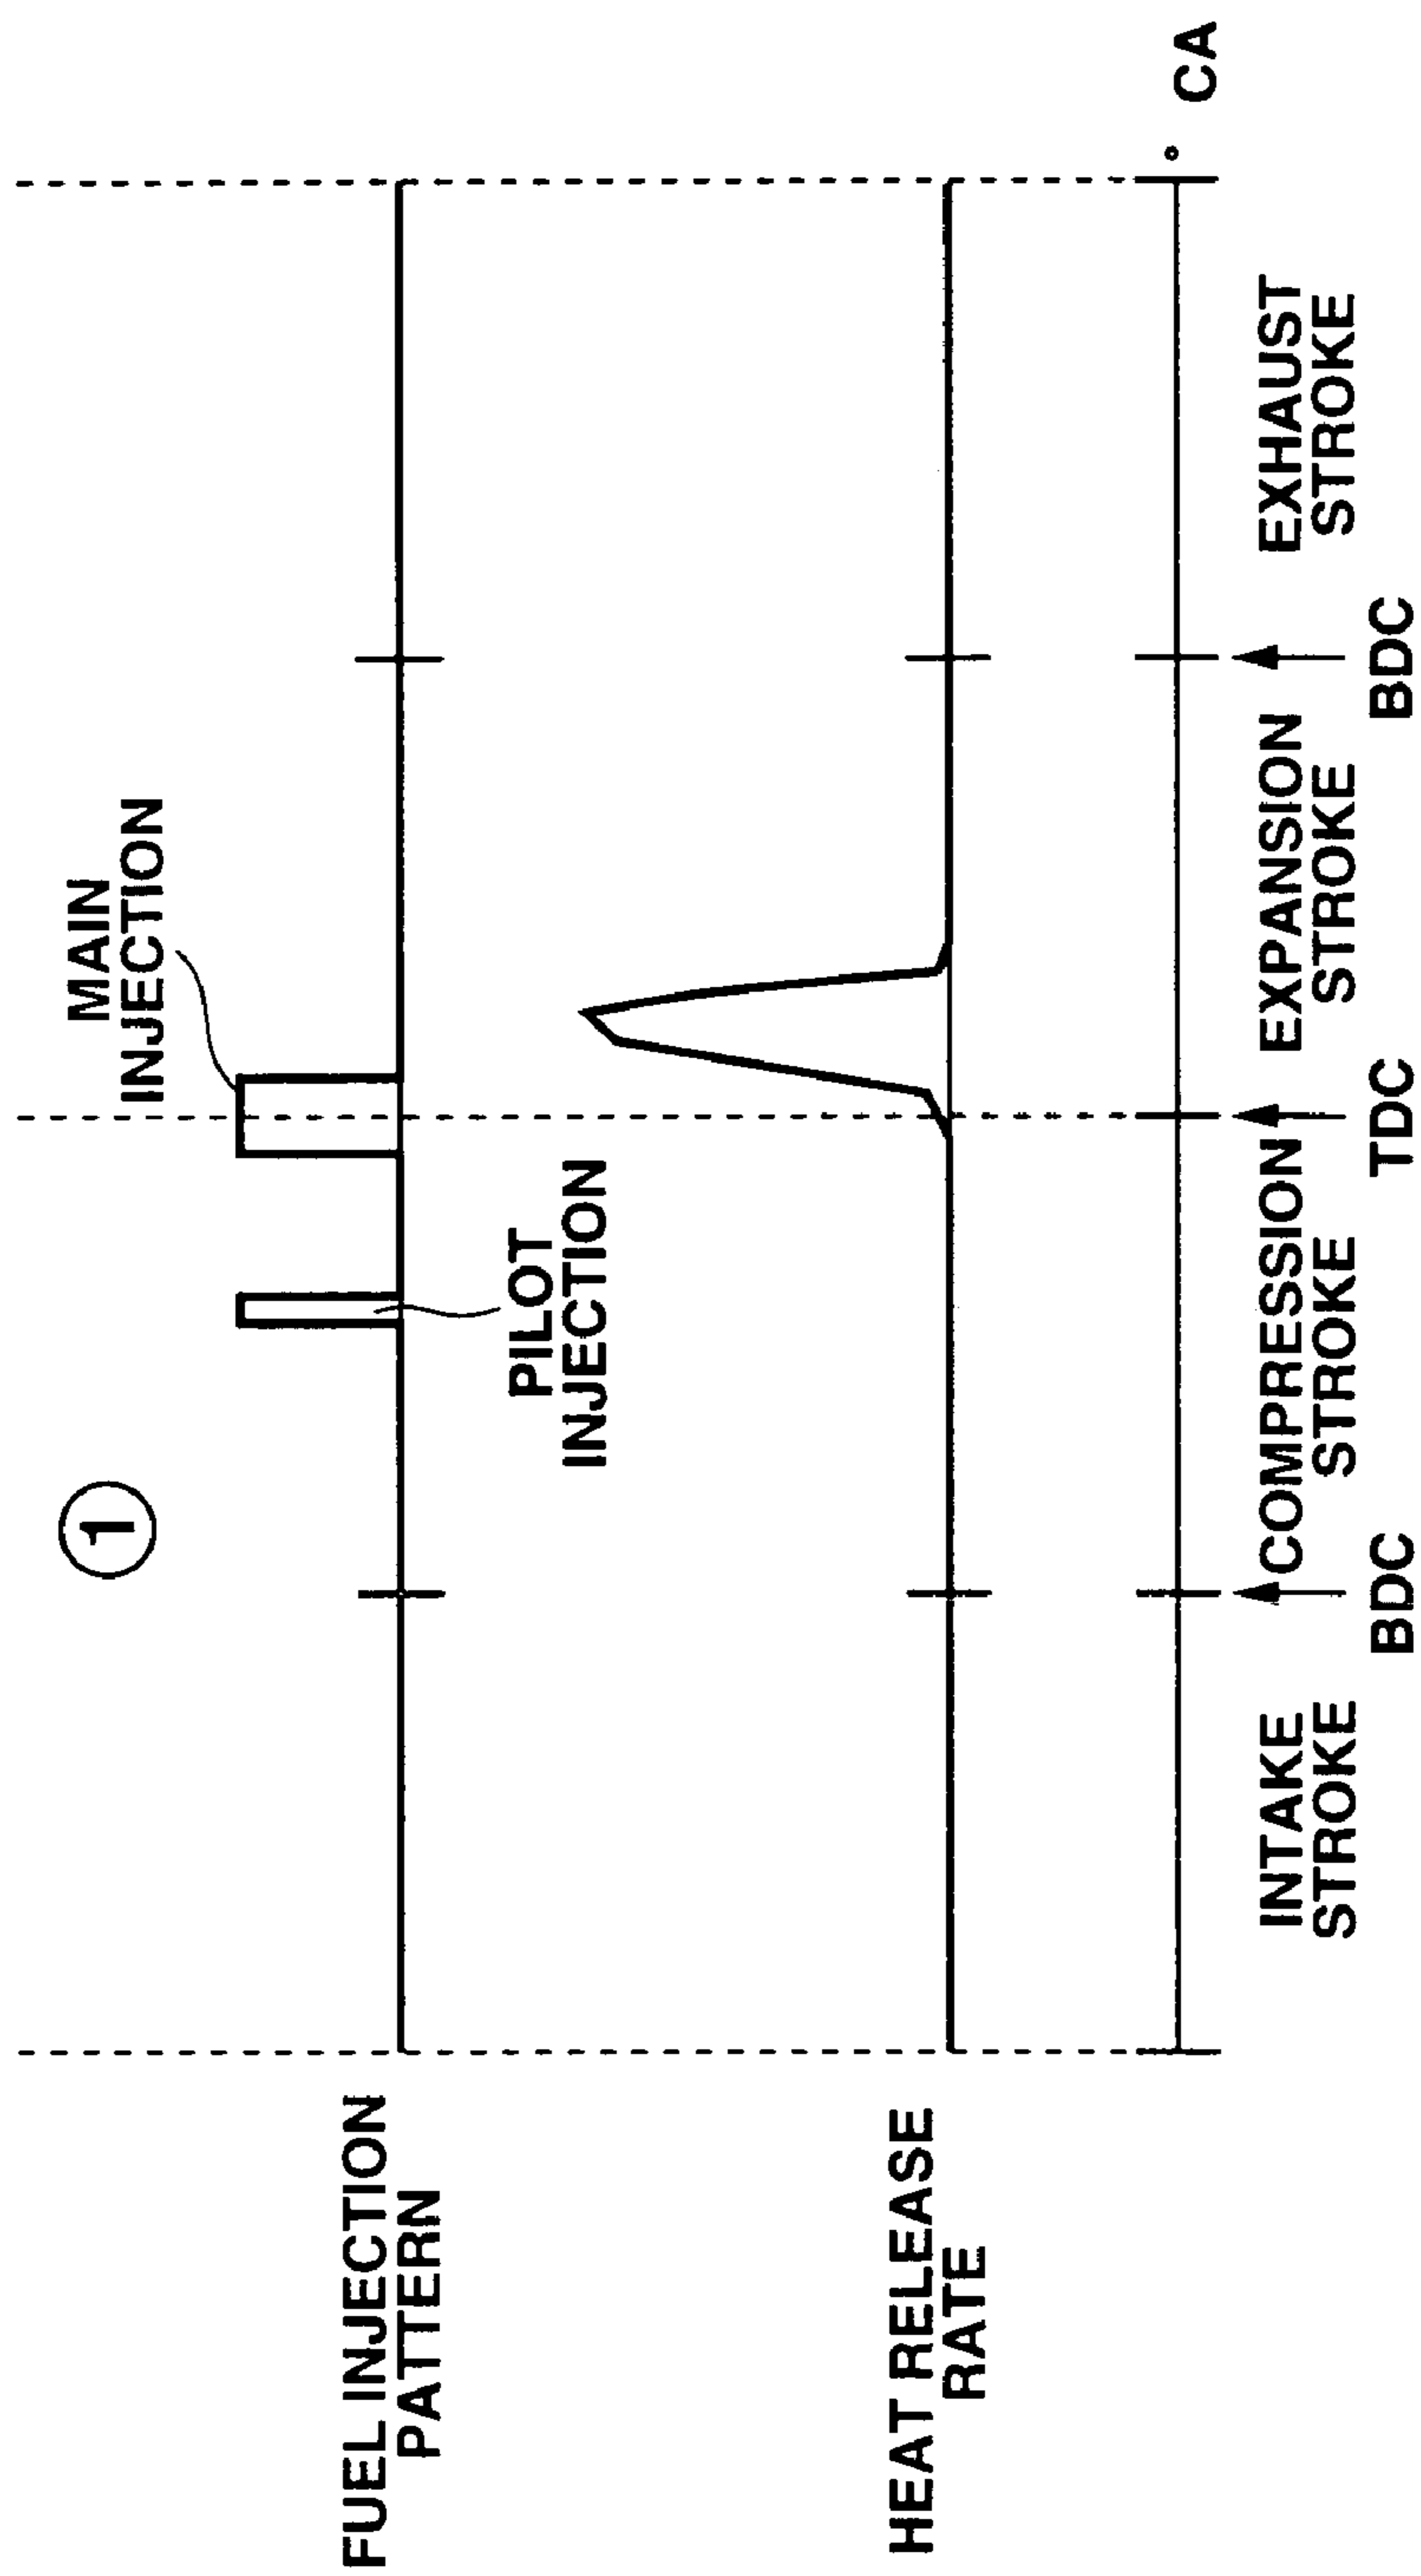 ①
MAIN
INJECTION
FUEL INJECTION
PATTERN
PILOT
INJECTION
HEAT RELEASE
RATE
° CA
INTAKE
STROKE
COMPRESSION
STROKE
EXPANSION
STROKE
EXHAUST
STROKE
BDC
TDC
BDC